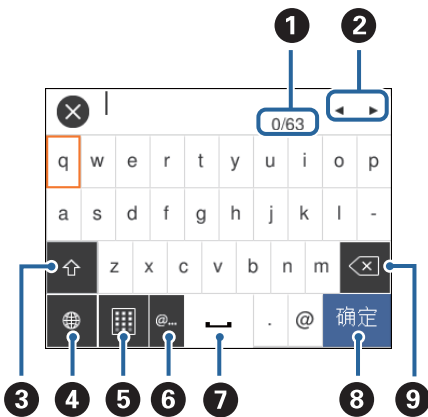 1 2
0/63
q w e r t y u i o p
a s d f g h j k l -
3 z x c v b n m
@... . @ 确定
4 5 6 7 8 9